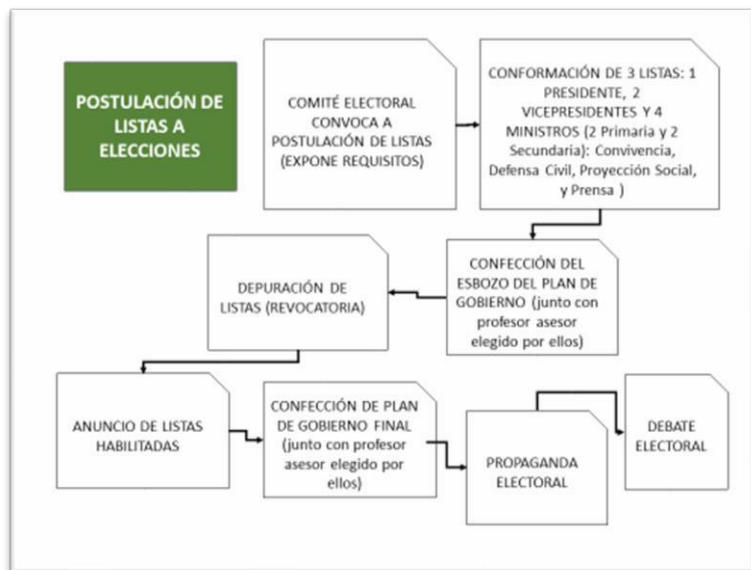 POSTULACIÓN DE
LISTAS A
ELECCIONES
COMITÉ ELECTORAL
CONVOCA A
POSTULACIÓN DE LISTAS
(EXPONE REQUISITOS)
CONFORMACIÓN DE 3 LISTAS: 1
PRESIDENTE, 2
VICEPRESIDENTES Y 4
MINISTROS (2 Primaria y 2
Secundaria): Convivencia,
Defensa Civil, Proyección Social,
y Prensa )
CONFECCIÓN DEL
ESBOZO DEL PLAN DE
GOBIERNO (junto con
profesor asesor
elegido por ellos)
DEPURACIÓN DE
LISTAS (REVOCATORIA)
ANUNCIO DE LISTAS
HABILITADAS
CONFECCIÓN DE PLAN
DE GOBIERNO FINAL
(junto con profesor
asesor elegido por
ellos)
PROPAGANDA
ELECTORAL
DEBATE
ELECTORAL